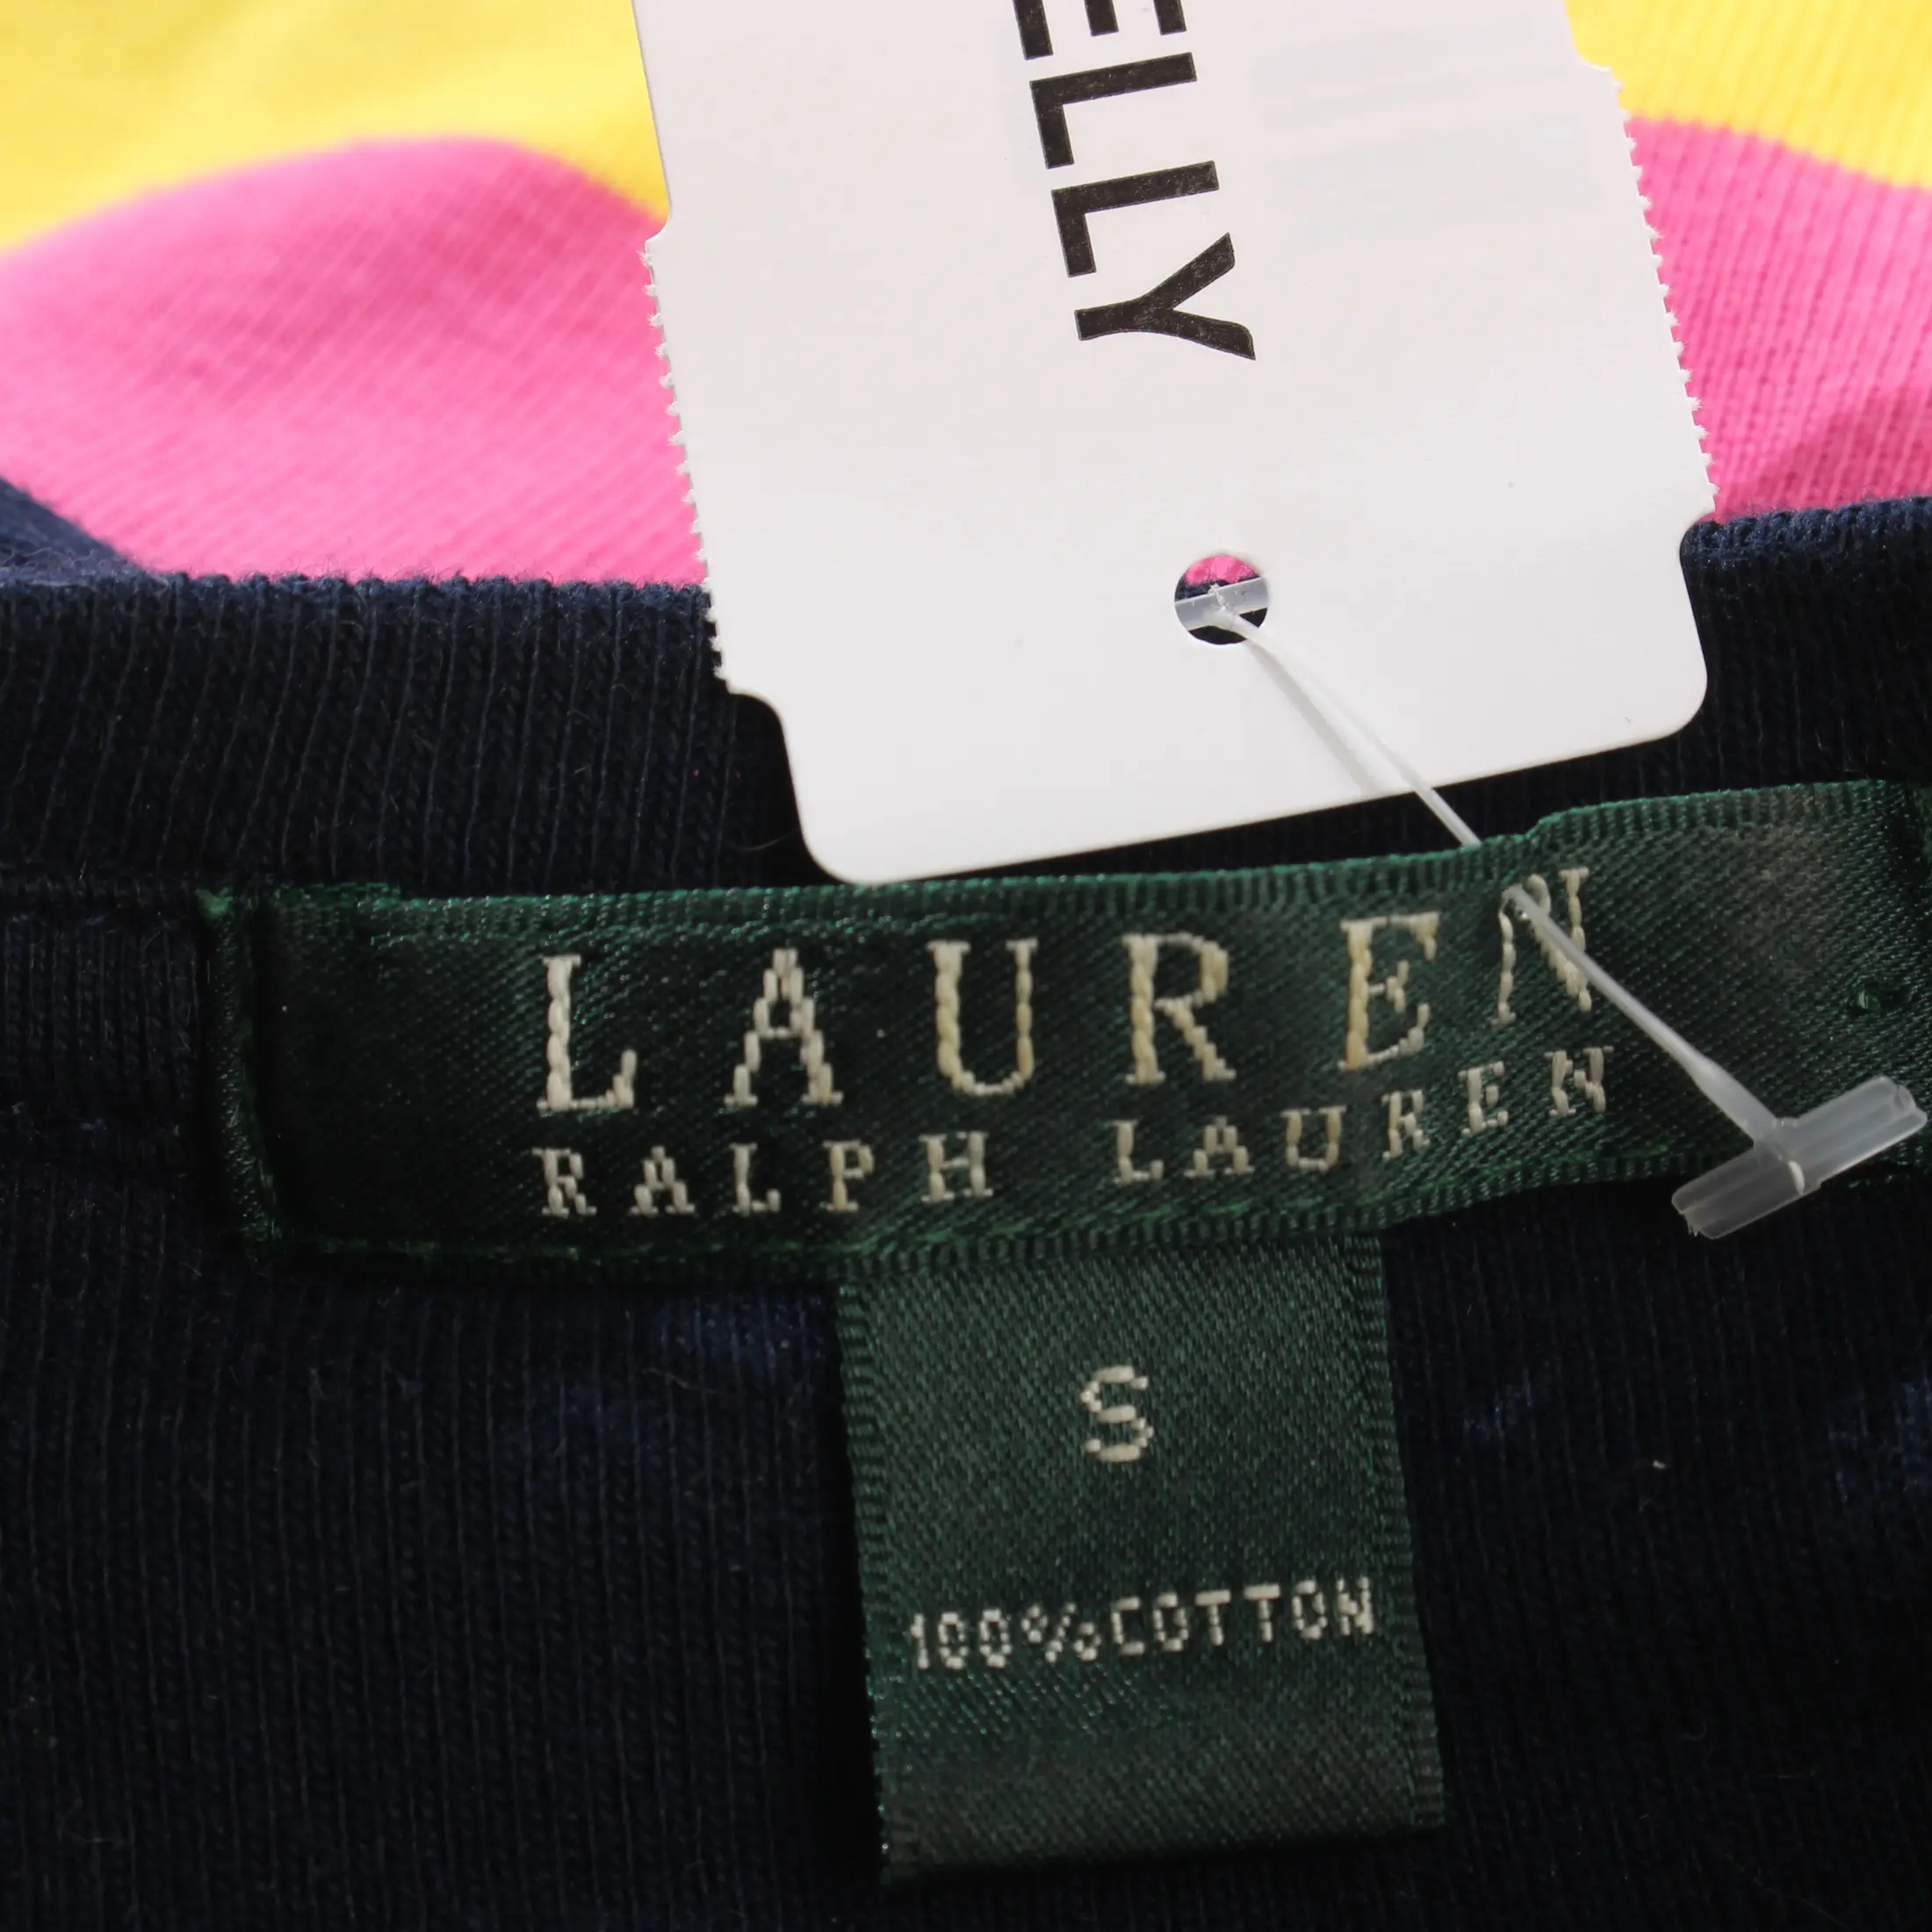 ELLY
LAUREN
RALPH LAUREN
S
100%COTTON